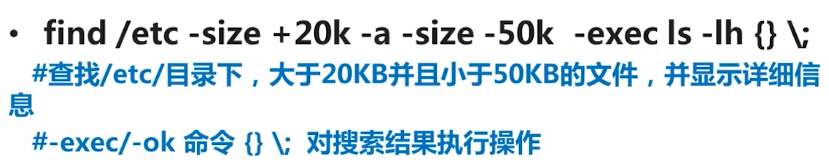 • find /etc -size +20k -a -size -50k -exec ls -lh {} \;
#查找/etc/目录下，大于20KB并且小于50KB的文件，并显示详细信
息
#-exec/-ok 命令 {} \; 对搜索结果执行操作